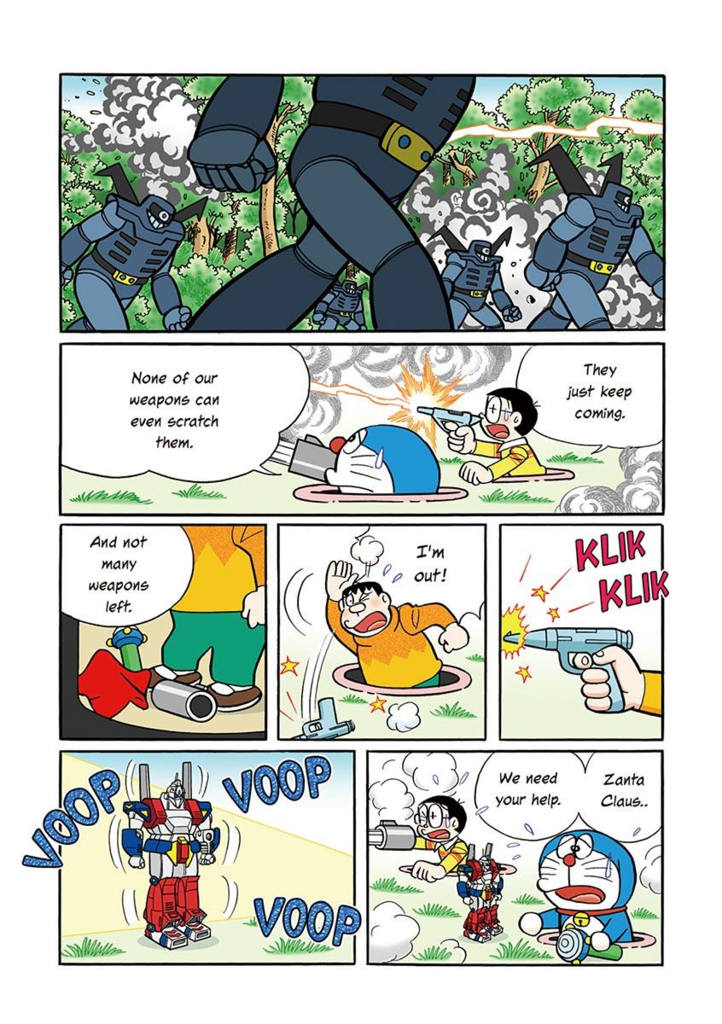 None of our
weapons can
even scratch
them.
They
just keep
coming.
And not
many
weapons
left.
I'm
out!
KLIK
KLIK
VOOP
VOOP
VOOP
We need
your help.
Zanta
Claus..